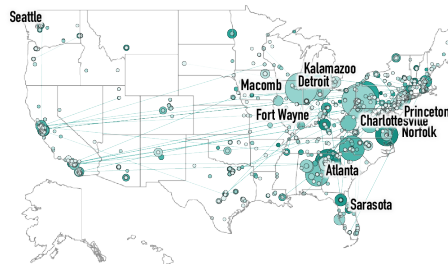 Seattle
Kalamazoo
Detroit
Macomb
Fort Wayne
Princeton
Charlottesville
Norfolk
Atlanta
Sarasota